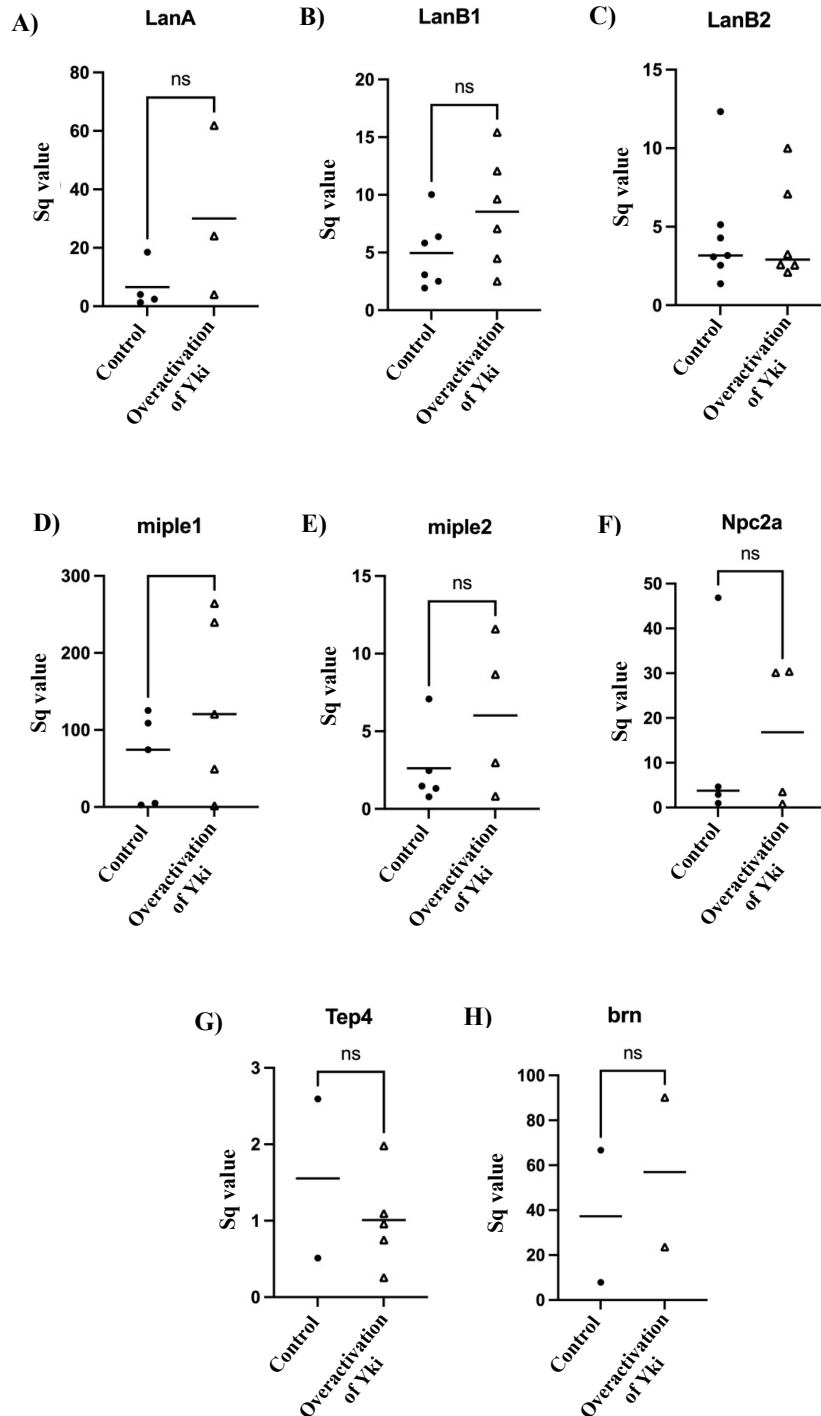 A)
LanA
80
60
40
20
0
Sq value
ns
Control
Overactivation
of Yki
B)
LanB1
20
15
10
5
0
Sq value
ns
Control
Overactivation
of Yki
C)
LanB2
15
10
5
0
Sq value
Control
Overactivation
of Yki
D)
miple1
300
200
100
0
Sq value
Control
Overactivation
of Yki
E)
miple2
15
10
5
0
Sq value
ns
Control
Overactivation
of Yki
F)
Npc2a
50
40
30
20
10
0
Sq value
ns
Control
Overactivation
of Yki
G)
Tep4
3
2
1
0
Sq value
ns
Control
Overactivation
of Yki
H)
brn
100
80
60
40
20
0
Sq value
ns
Control
Overactivation
of Yki